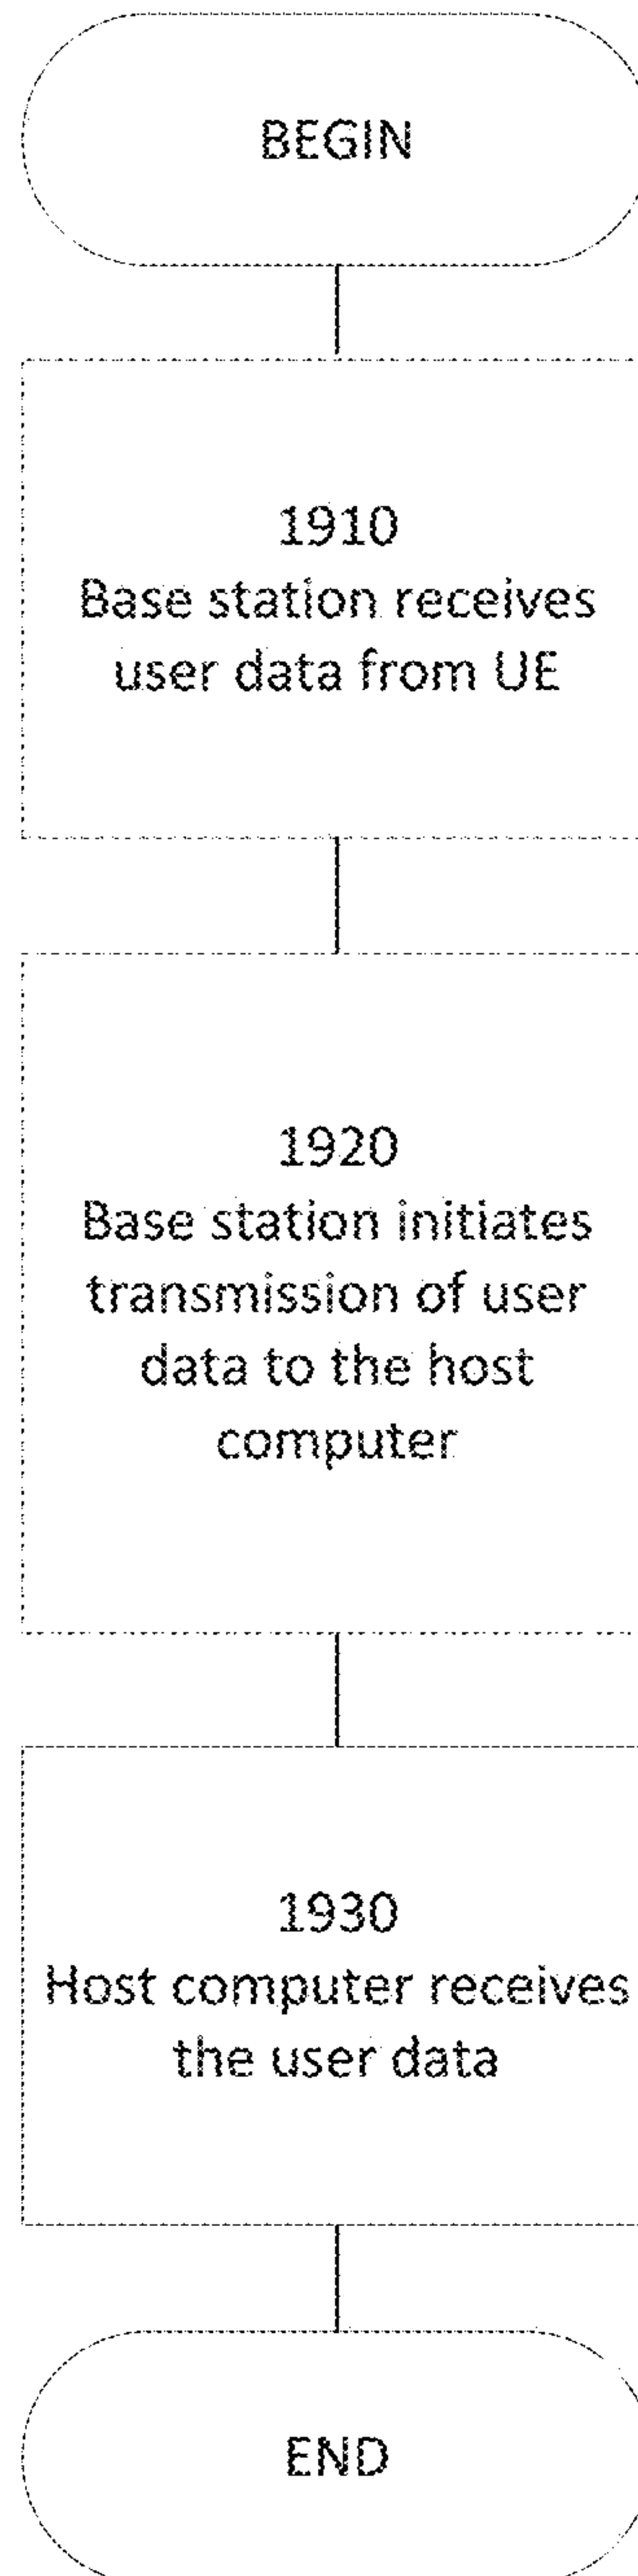 BEGIN
1910
Base station receives
user data from UE
1920
Base station initiates
transmission of user
data to the host
computer
1930
Host computer receives
the user data
END